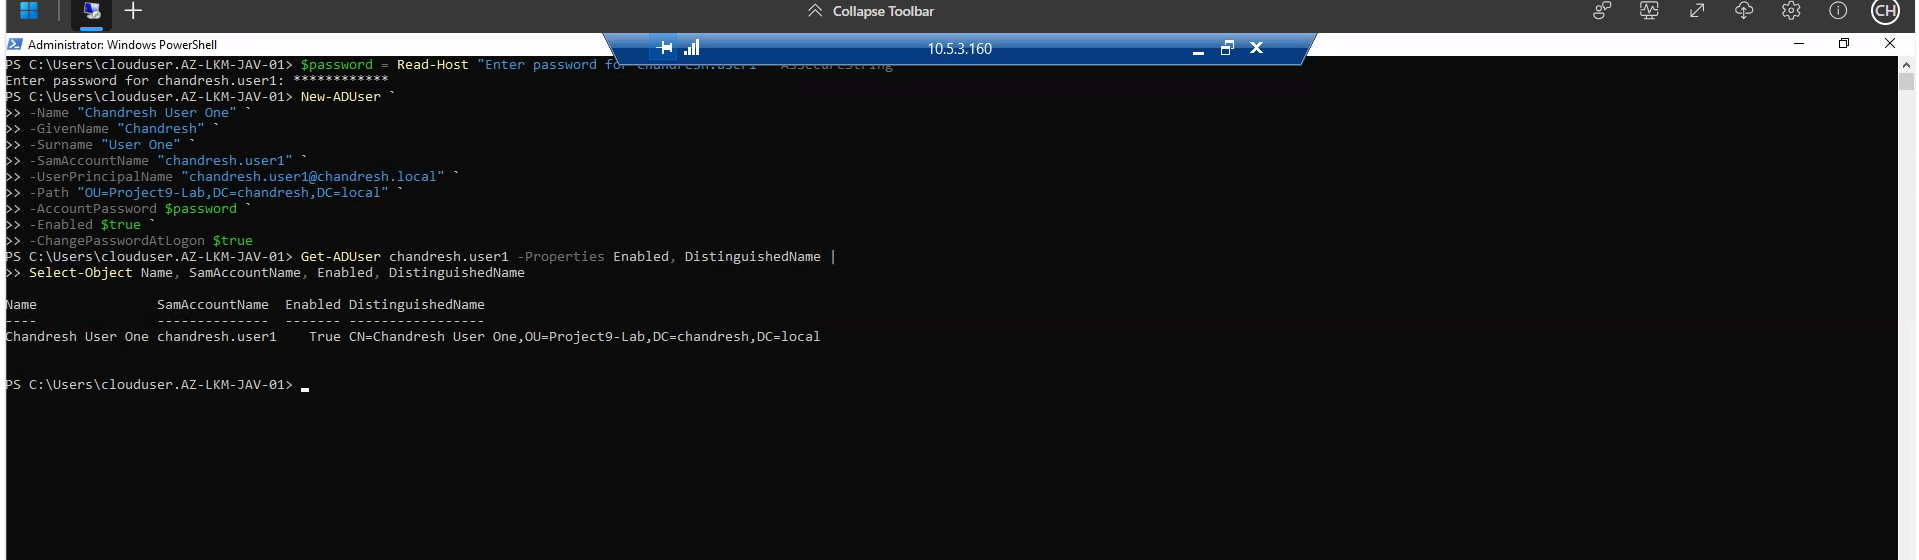 Collapse Toolbar
CH
Administrator: Windows PowerShell
10.5.3.160
PS C:\Users\clouduser.AZ-LKM-JAV-01> $password = Read-Host "Enter password for chandresh.user1" -AsSecureString
Enter password for chandresh.user1: ************
PS C:\Users\clouduser.AZ-LKM-JAV-01> New-ADUser `
>> -Name "Chandresh User One" `
>> -GivenName "Chandresh" `
>> -Surname "User One" `
>> -SamAccountName "chandresh.user1" `
>> -UserPrincipalName "chandresh.user1@chandresh.local" `
>> -Path "OU=Project9-Lab,DC=chandresh,DC=local" `
>> -AccountPassword $password `
>> -Enabled $true `
>> -ChangePasswordAtLogon $true
PS C:\Users\clouduser.AZ-LKM-JAV-01> Get-ADUser chandresh.user1 -Properties Enabled, DistinguishedName |
>> Select-Object Name, SamAccountName, Enabled, DistinguishedName
Name SamAccountName Enabled DistinguishedName
---- -------------- ------- -----------------
Chandresh User One chandresh.user1 True CN=Chandresh User One,OU=Project9-Lab,DC=chandresh,DC=local
PS C:\Users\clouduser.AZ-LKM-JAV-01>